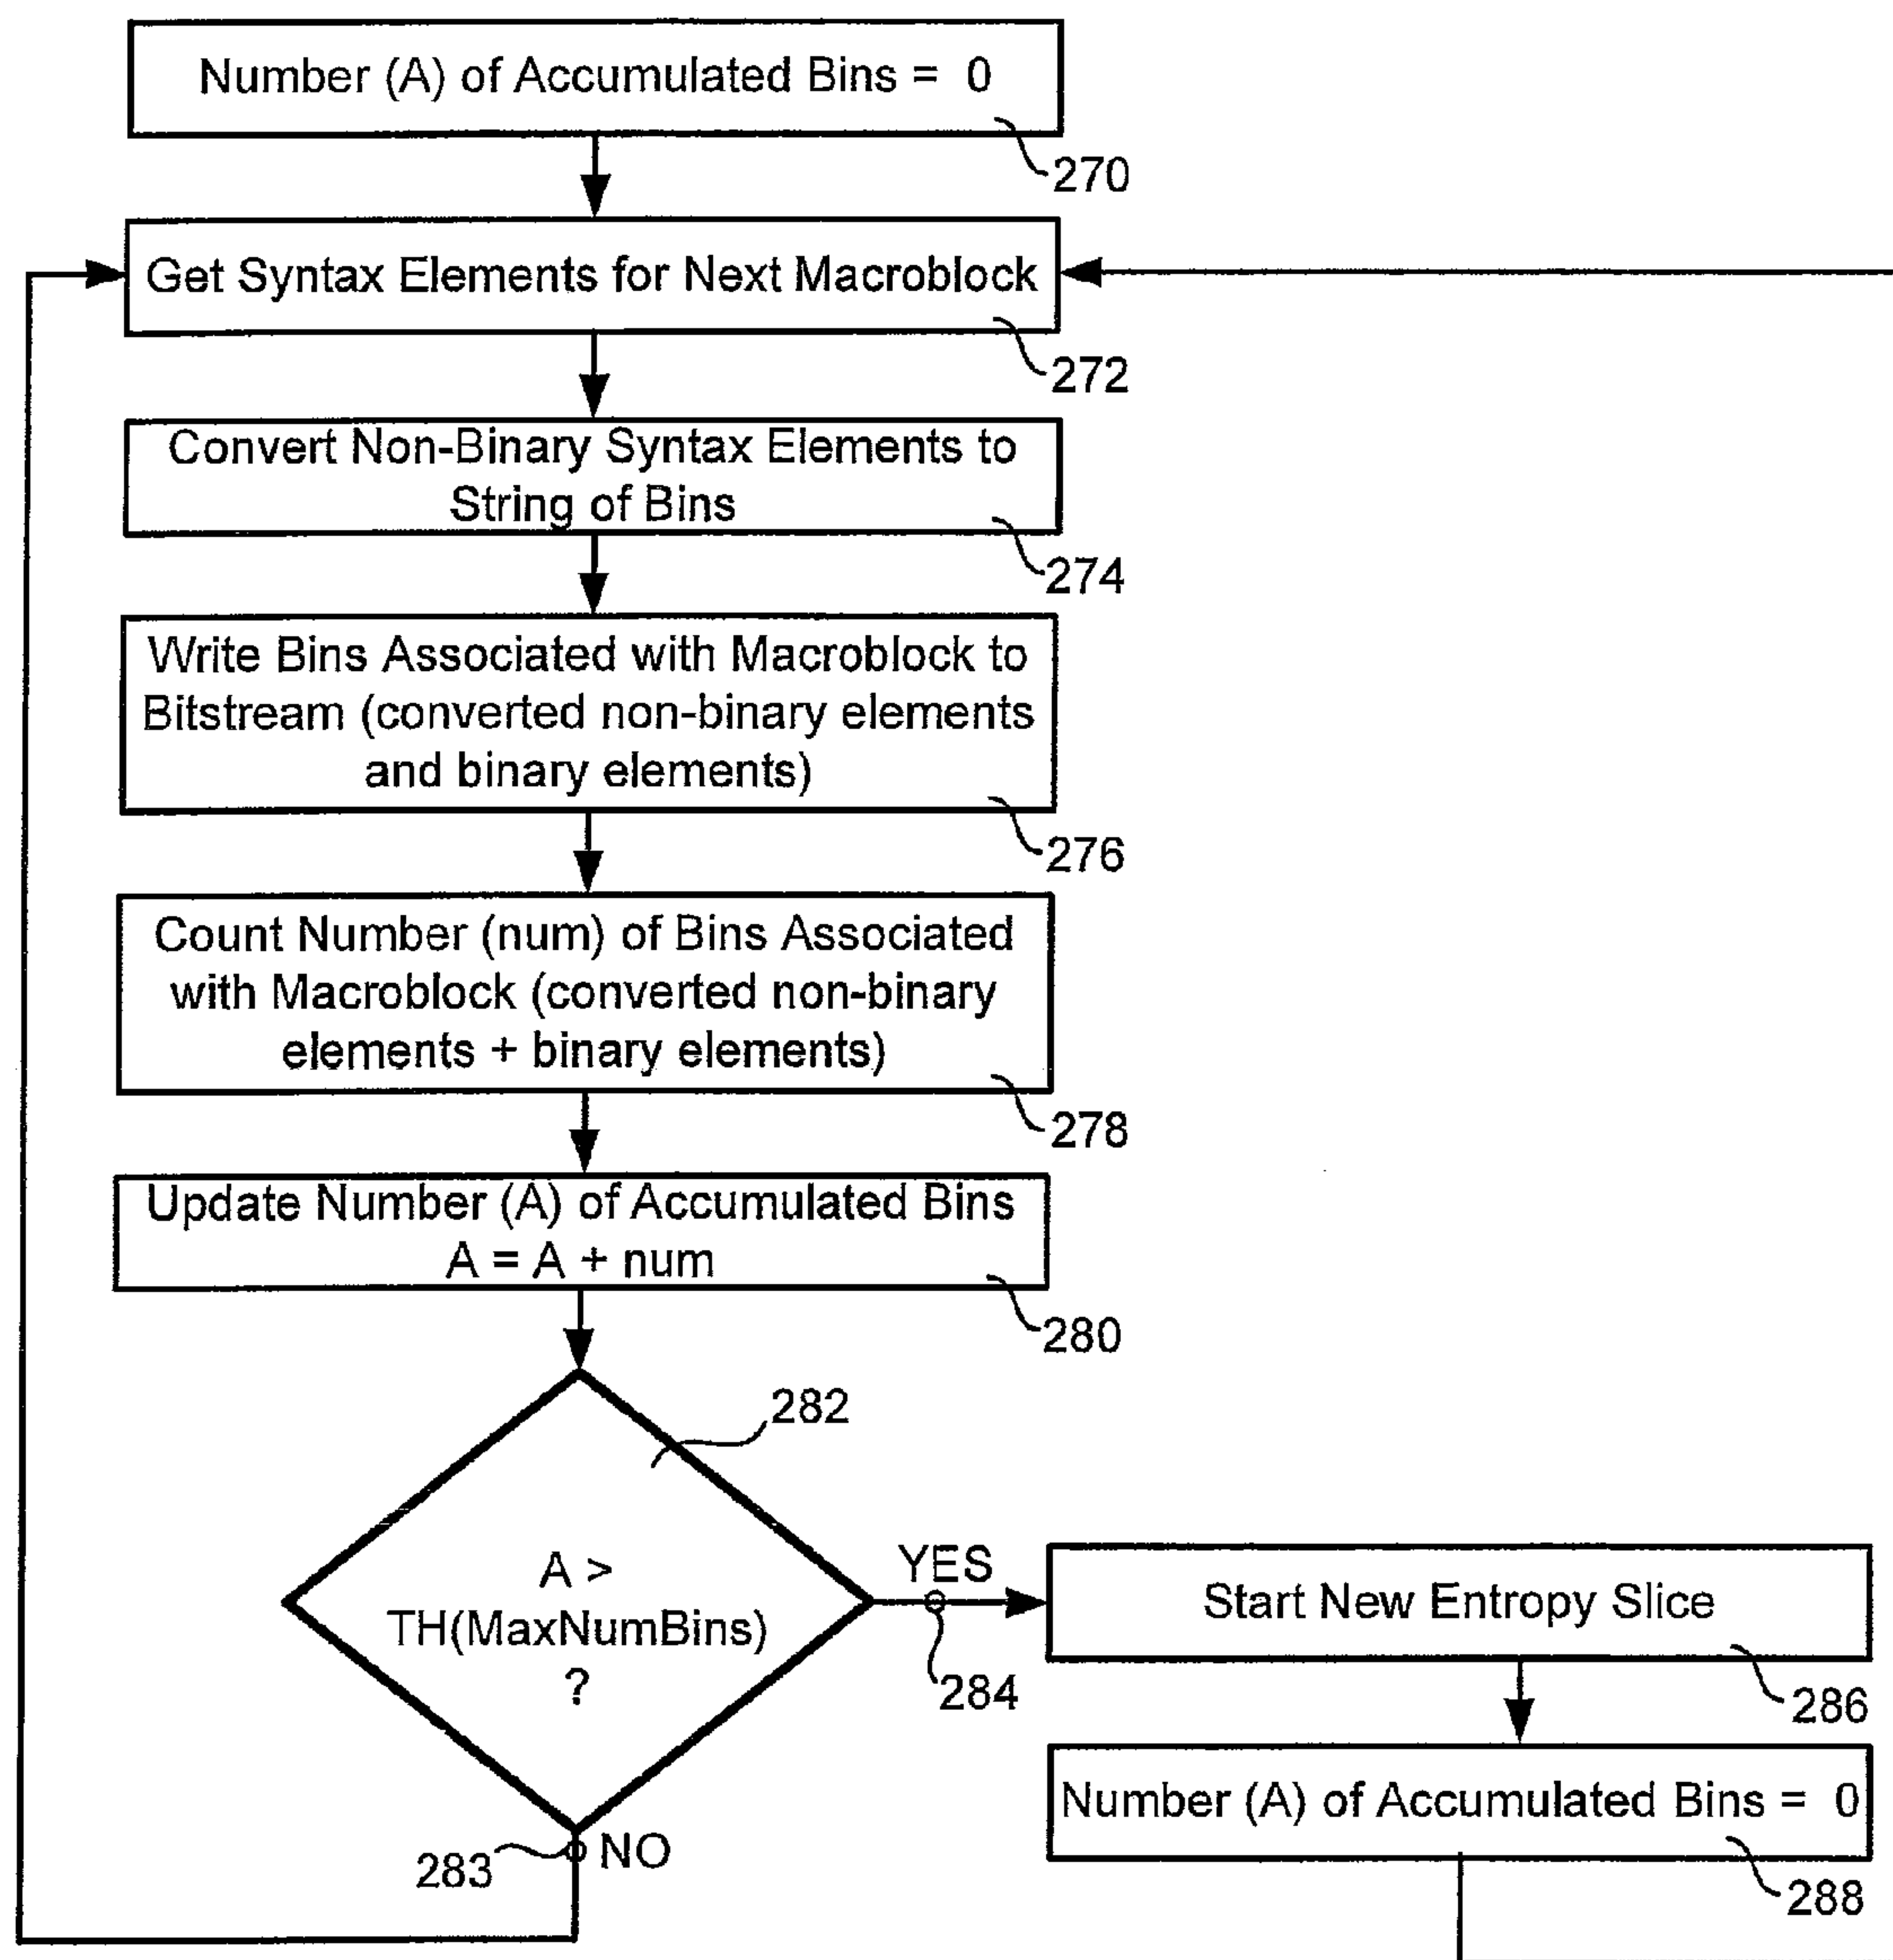 Number (A) of Accumulated Bins = 0
270
Get Syntax Elements for Next Macroblock
272
Convert Non-Binary Syntax Elements to
String of Bins
274
Write Bins Associated with Macroblock to
Bitstream (converted non-binary elements
and binary elements)
276
Count Number (num) of Bins Associated
with Macroblock (converted non-binary
elements + binary elements)
278
Update Number (A) of Accumulated Bins
A = A + num
280
282
A >
TH(MaxNumBins)
?
YES
284
283
NO
Start New Entropy Slice
286
Number (A) of Accumulated Bins = 0
288